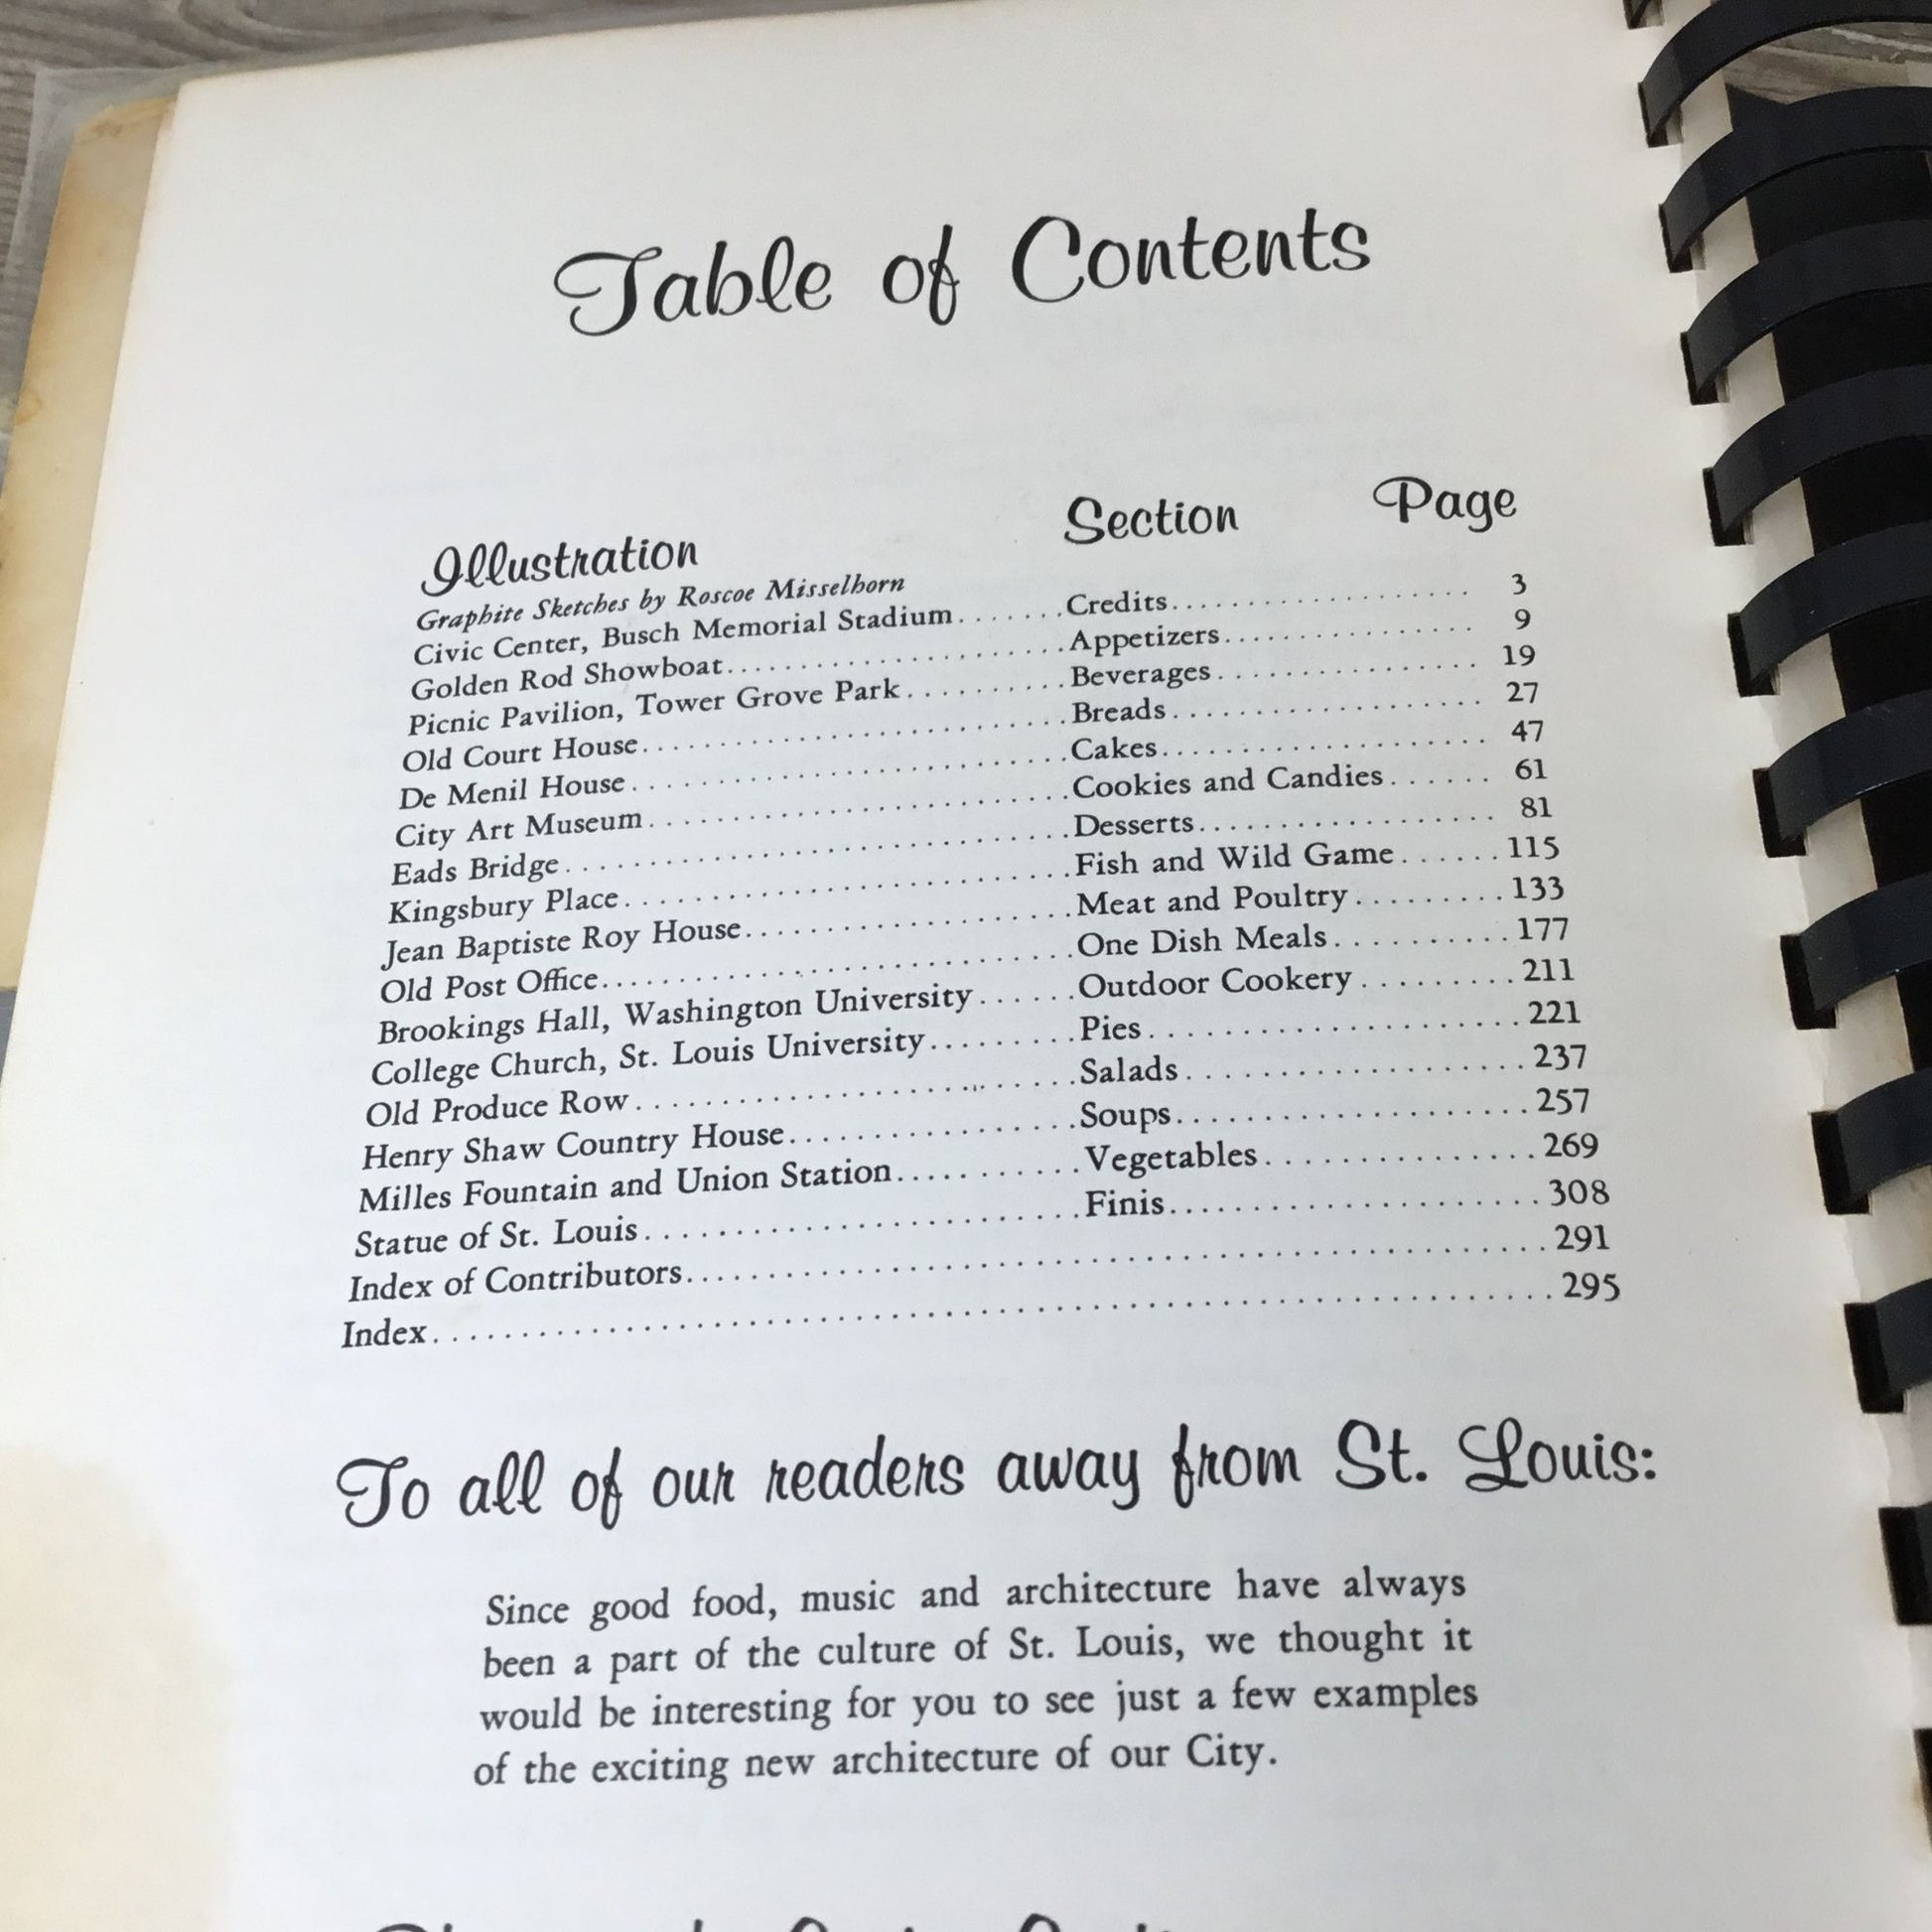 Table of Contents
Illustration Section Page
Graphite Sketches by Roscoe Misselhorn
Civic Center, Busch Memorial Stadium.......Credits................... 3
Golden Rod Showboat......................Appetizers................ 9
Picnic Pavilion, Tower Grove Park..........Beverages................. 19
Old Court House...........................Breads.................... 27
De Menil House............................Cakes..................... 47
City Art Museum...........................Cookies and Candies...... 61
Eads Bridge................................Desserts................... 81
Kingsbury Place............................Fish and Wild Game......115
Jean Baptiste Roy House.....................Meat and Poultry.........133
Old Post Office..............................One Dish Meals..........177
Brookings Hall, Washington University......Outdoor Cookery.........211
College Church, St. Louis University.........Pies.....................221
Old Produce Row..........................Salads...................237
Henry Shaw Country House.................Soups....................257
Milles Fountain and Union Station...........Vegetables...............269
Statue of St. Louis.........................Finis.....................308
Index of Contributors..................................................291
Index................................................................295
To all of our readers away from St. Louis:
Since good food, music and architecture have always
been a part of the culture of St. Louis, we thought it
would be interesting for you to see just a few examples
of the exciting new architecture of our City.